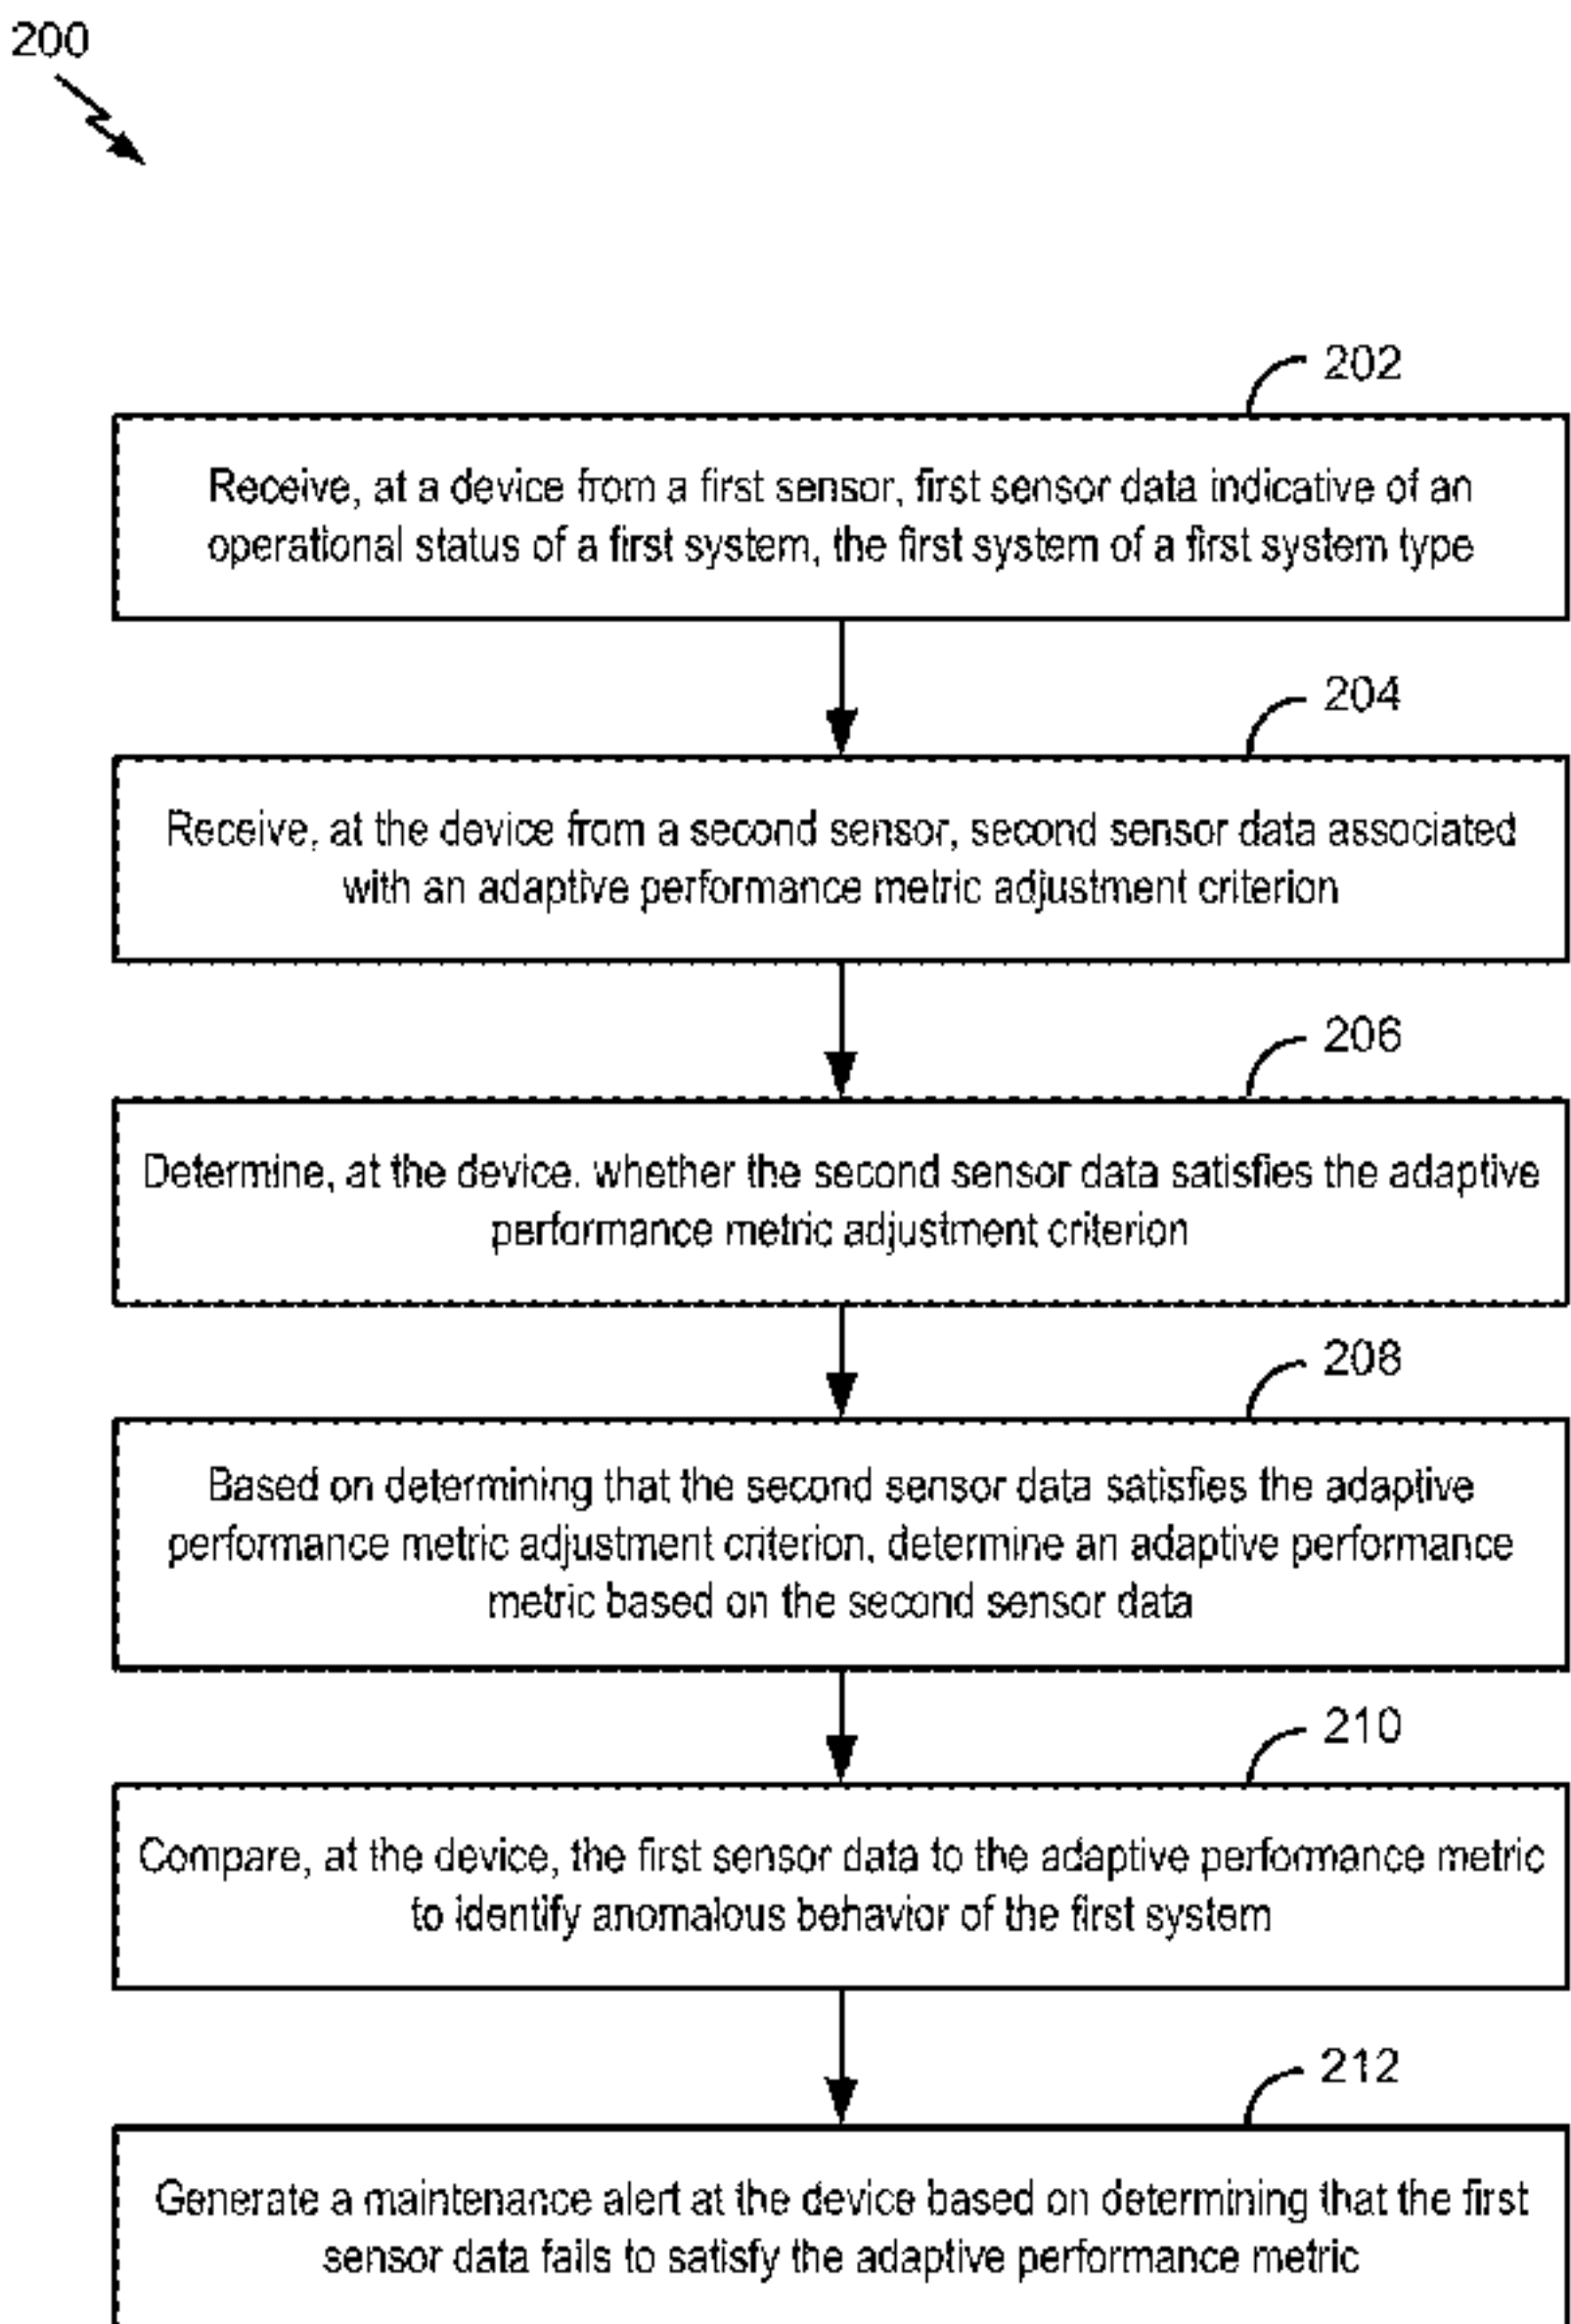 200
202
Receive, at a device from a first sensor, first sensor data indicative of an
operational status of a first system, the first system of a first system type
204
Receive, at the device from a second sensor, second sensor data associated
with an adaptive performance metric adjustment criterion
206
Determine, at the device, whether the second sensor data satisfies the adaptive
performance metric adjustment criterion
208
Based on determining that the second sensor data satisfies the adaptive
performance metric adjustment criterion, determine an adaptive performance
metric based on the second sensor data
210
Compare, at the device, the first sensor data to the adaptive performance metric
to identify anomalous behavior of the first system
212
Generate a maintenance alert at the device based on determining that the first
sensor data fails to satisfy the adaptive performance metric